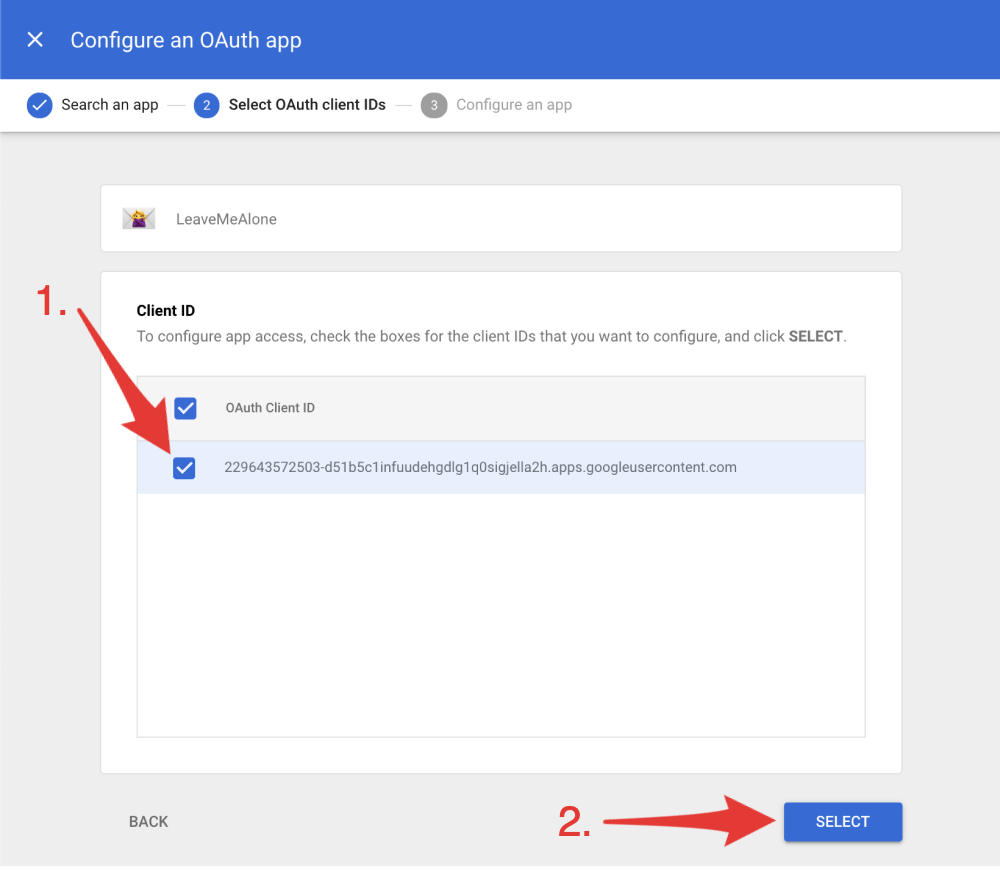 Configure an OAuth app
Search an app
2 Select OAuth client IDs
3 Configure an app
LeaveMeAlone
1.
Client ID
To configure app access, check the boxes for the client IDs that you want to configure, and click SELECT.
OAuth Client ID
229643572503-d51b5c1infuudehgdlg1q0sigjella2h.apps.googleusercontent.com
BACK
2.
SELECT